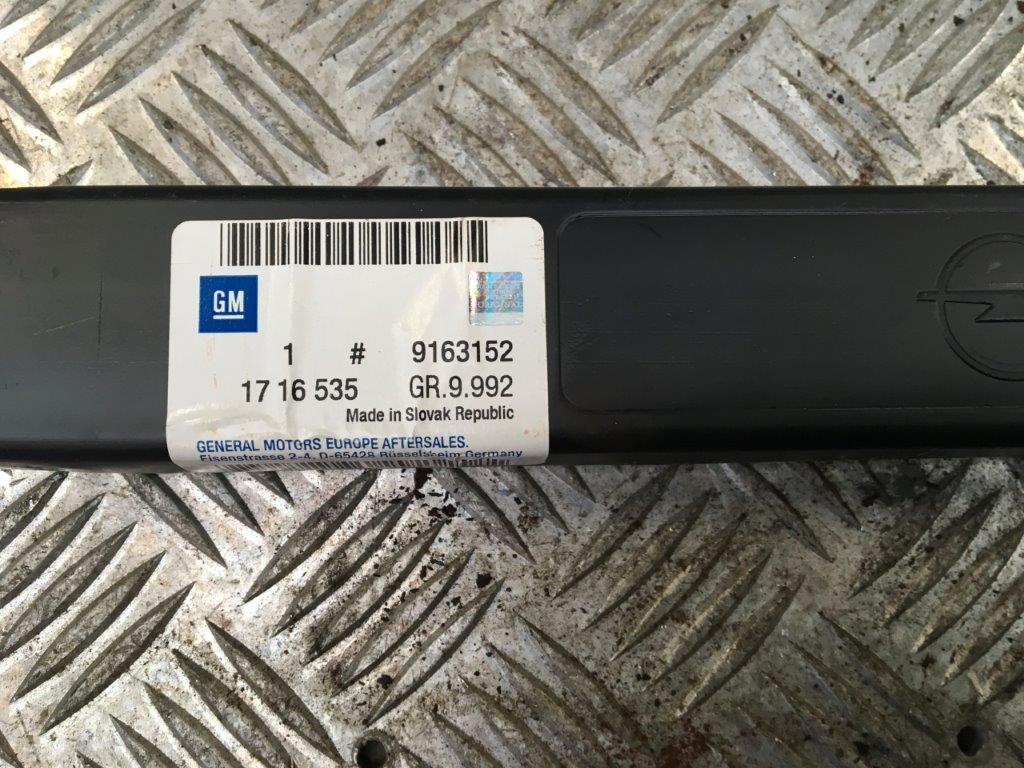 GM
1 # 9163152
17 16 535 GR.9.992
Made in Slovak Republic
GENERAL MOTORS EUROPE AFTERSALES.
Eisenstrasse 2-4, D-65428 Rüsselsheim Germany